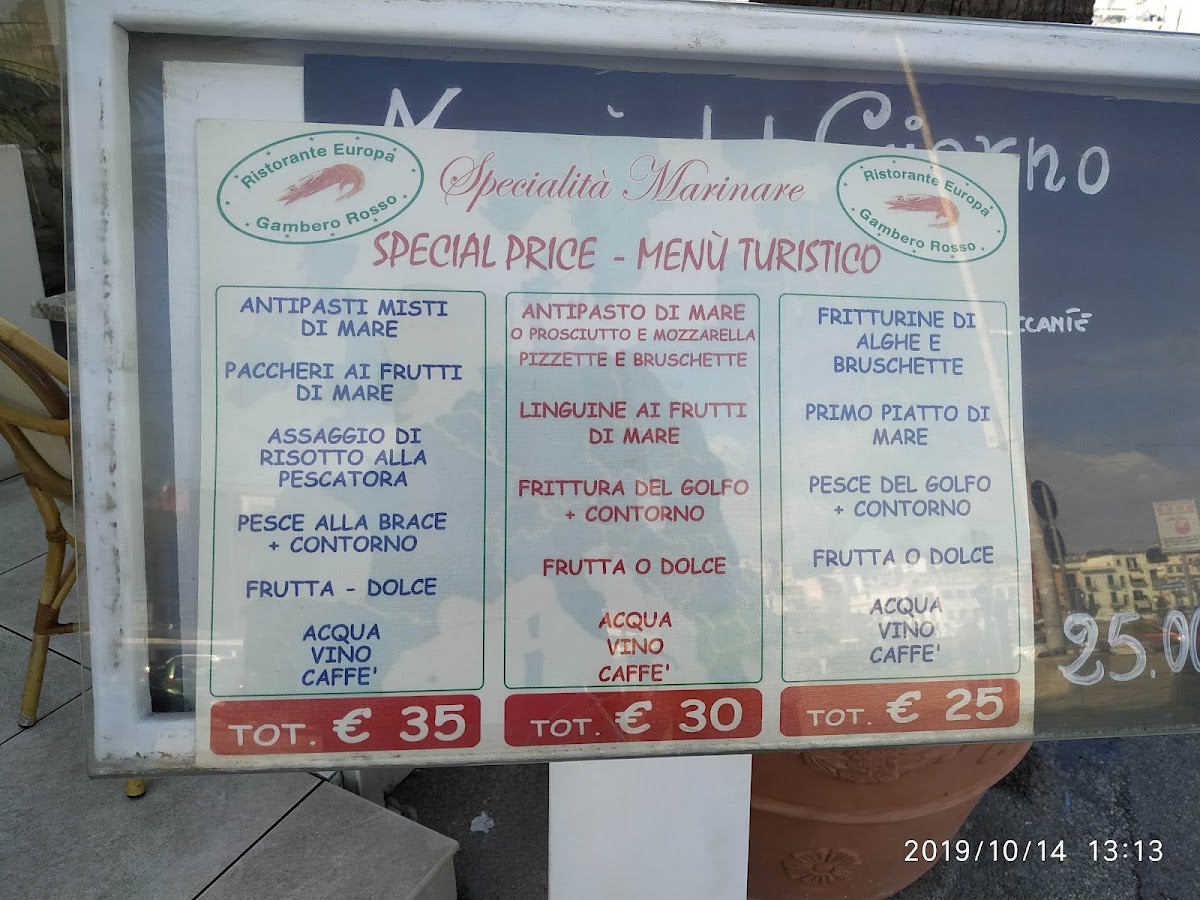 Giorno
Ristorante Europa
Gambero Rosso
Specialità Marinare
Ristorante Europa
Gambero Rosso
SPECIAL PRICE - MENÙ TURISTICO
ANTIPASTI MISTI
DI MARE
PACCHERI AI FRUTTI
DI MARE
ASSAGGIO DI
RISOTTO ALLA
PESCATORA
PESCE ALLA BRACE
+ CONTORNO
FRUTTA - DOLCE
ACQUA
VINO
CAFFE'
TOT. € 35
ANTIPASTO DI MARE
O PROSCIUTTO E MOZZARELLA
PIZZETTE E BRUSCHETTE
LINGUINE AI FRUTTI
DI MARE
FRITTURA DEL GOLFO
+ CONTORNO
FRUTTA O DOLCE
ACQUA
VINO
CAFFE'
TOT. € 30
FRITTURINE DI
ALGHE E
BRUSCHETTE
PRIMO PIATTO DI
MARE
PESCE DEL GOLFO
+ CONTORNO
FRUTTA O DOLCE
ACQUA
VINO
CAFFE'
TOT. € 25
25.00
2019/10/14 13:13